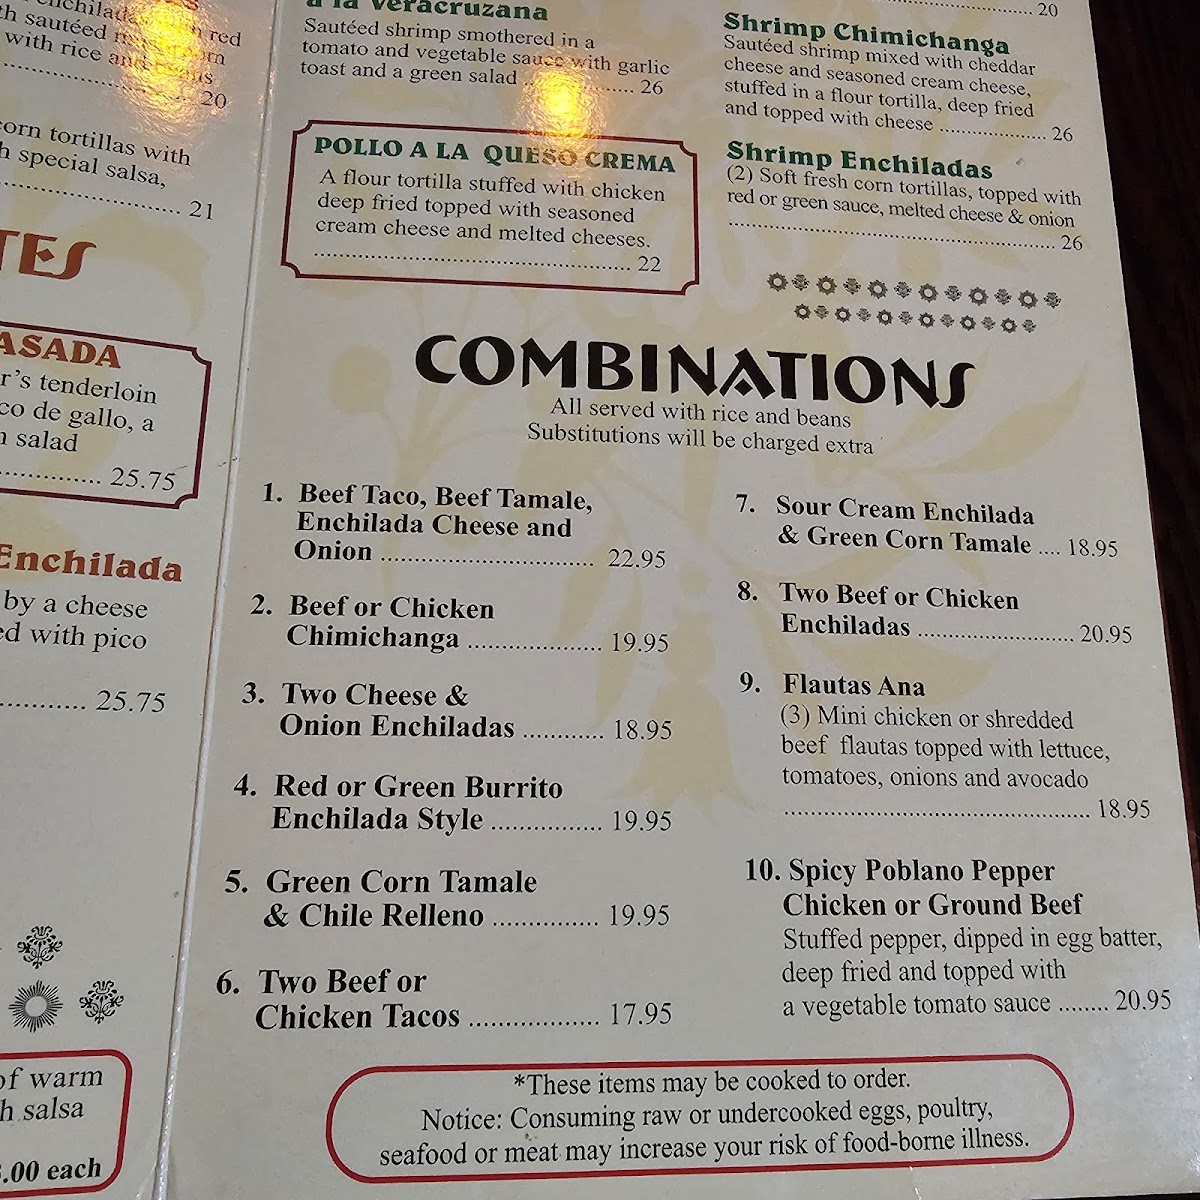 red
th sautéed
with rice and beans
20
corn tortillas with
h special salsa,
21
TES
ASADA
r's tenderloin
co de gallo, a
n salad
25.75
Enchilada
by a cheese
ed with pico
25.75
of warm
h salsa
.00 each
a la Veracruzana
Sautéed shrimp smothered in a
tomato and vegetable sauce with garlic
toast and a green salad ............... 26
POLLO A LA QUESO CREMA
A flour tortilla stuffed with chicken
deep fried topped with seasoned
cream cheese and melted cheeses.
............................................. 22
20
Shrimp Chimichanga
Sautéed shrimp mixed with cheddar
cheese and seasoned cream cheese,
stuffed in a flour tortilla, deep fried
and topped with cheese ................ 26
Shrimp Enchiladas
(2) Soft fresh corn tortillas, topped with
red or green sauce, melted cheese & onion
................................................ 26
COMBINATIONS
All served with rice and beans
Substitutions will be charged extra
1. Beef Taco, Beef Tamale,
Enchilada Cheese and
Onion ............................... 22.95
2. Beef or Chicken
Chimichanga .................... 19.95
3. Two Cheese &
Onion Enchiladas ............ 18.95
4. Red or Green Burrito
Enchilada Style ................ 19.95
5. Green Corn Tamale
& Chile Relleno ................ 19.95
6. Two Beef or
Chicken Tacos ................... 17.95
7. Sour Cream Enchilada
& Green Corn Tamale .... 18.95
8. Two Beef or Chicken
Enchiladas ........................ 20.95
9. Flautas Ana
(3) Mini chicken or shredded
beef flautas topped with lettuce,
tomatoes, onions and avocado
.............................................. 18.95
10. Spicy Poblano Pepper
Chicken or Ground Beef
Stuffed pepper, dipped in egg batter,
deep fried and topped with
a vegetable tomato sauce ........ 20.95
*These items may be cooked to order.
Notice: Consuming raw or undercooked eggs, poultry,
seafood or meat may increase your risk of food-borne illness.